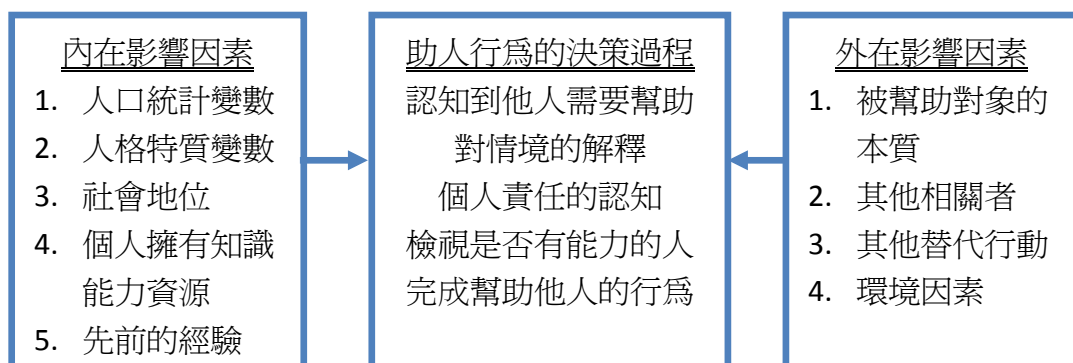 內在影響因素
1. 人口統計變數
2. 人格特質變數
3. 社會地位
4. 個人擁有知識
能力資源
5. 先前的經驗
助人行為的決策過程
認知到他人需要幫助
對情境的解釋
個人責任的認知
檢視是否有能力的人
完成幫助他人的行為
外在影響因素
1. 被幫助對象的
本質
2. 其他相關者
3. 其他替代行動
4. 環境因素